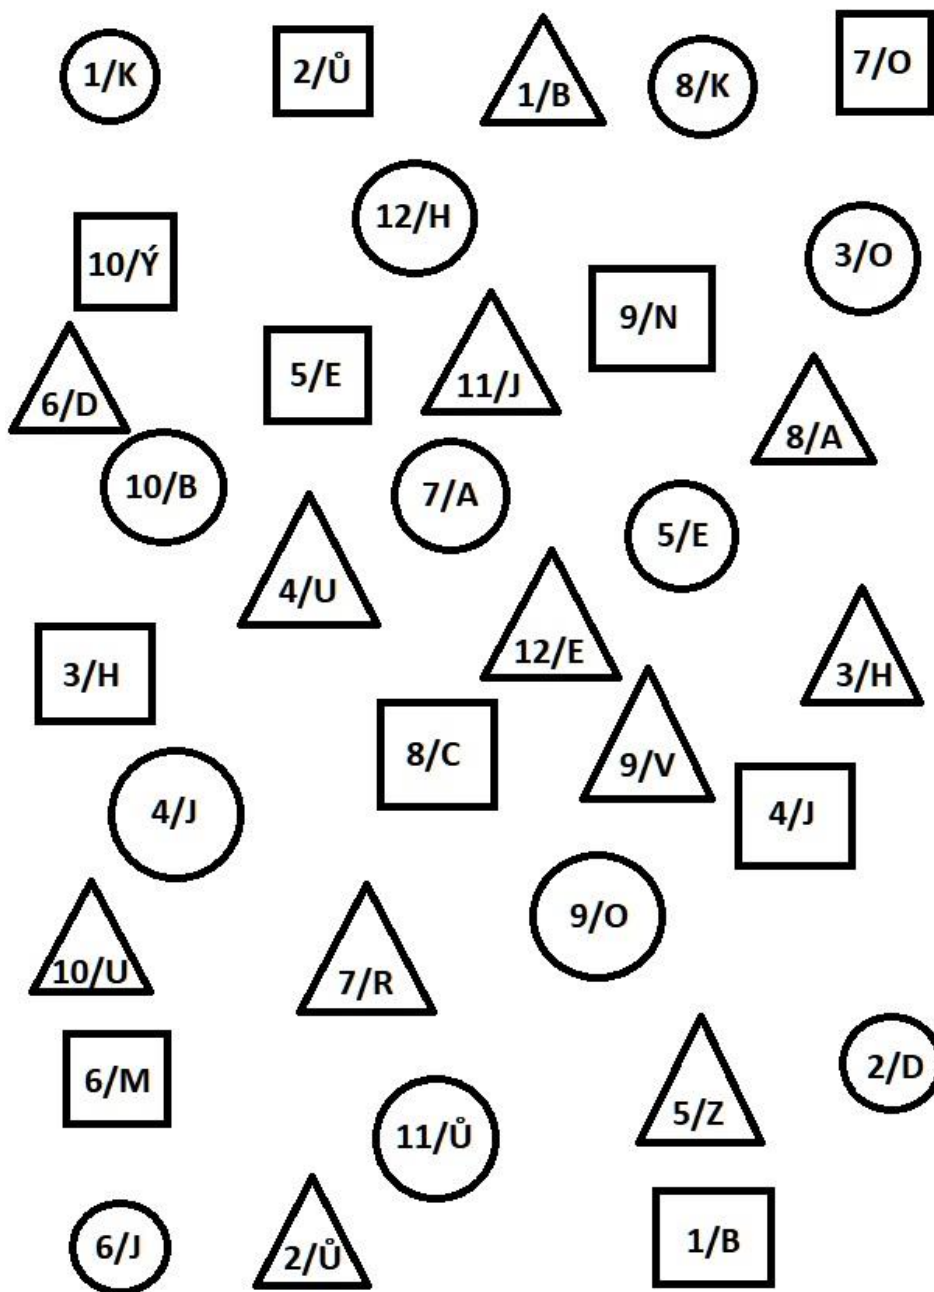 1/K
2/Ů
1/B
8/K
7/O
12/H
10/Ý
3/O
9/N
5/E
11/J
6/D
8/A
10/B
7/A
5/E
4/U
12/E
3/H
3/H
8/C
9/V
4/J
4/J
9/O
10/U
7/R
6/M
2/D
5/Z
11/Ů
6/J
2/Ů
1/B